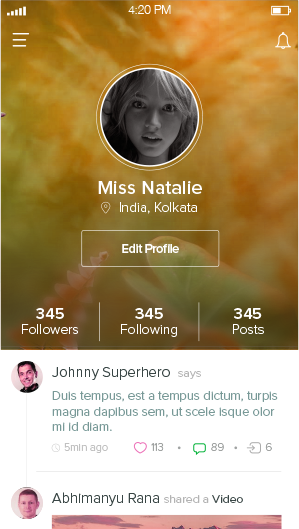 4:20 PM
Miss Natalie
India, Kolkata
Edit Profile
345 345 345
Followers Following Posts
Johnny Superhero says
Duis tempus, est a tempus dictum, turpis
magna dapibus sem, ut scele isque olor
mi id diam.
5min ago 113 • 89 • 6
Abhimanyu Rana shared a Video